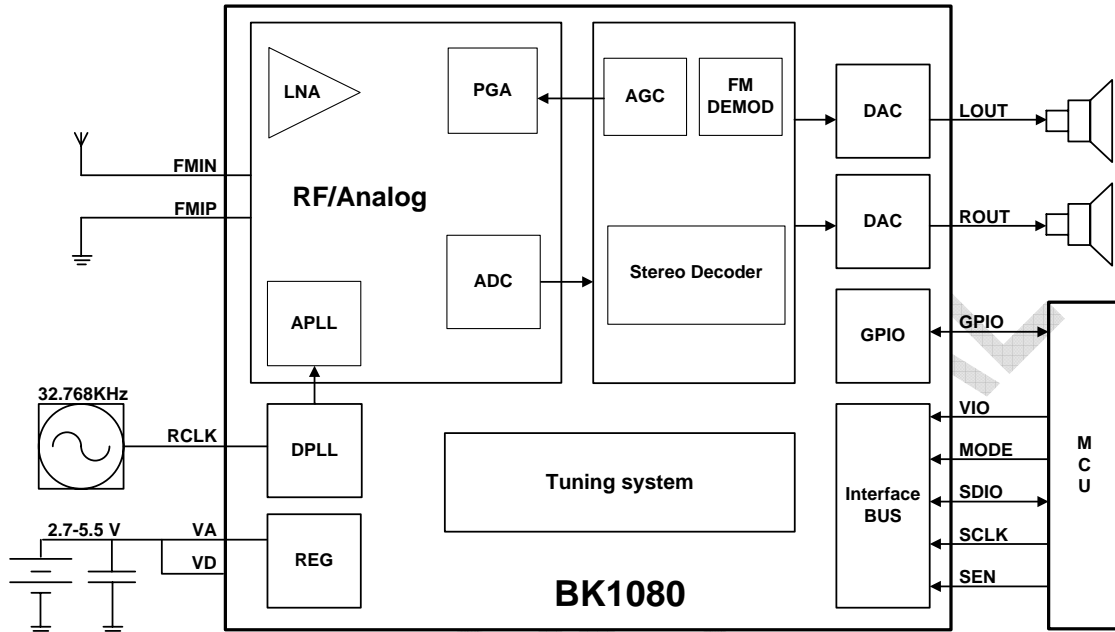 LNA
PGA
AGC
FM
DEMOD
DAC
LOUT
FMIN
RF/Analog
FMIP
DAC
ROUT
ADC
Stereo Decoder
APLL
GPIO
GPIO
32.768KHz
RCLK
DPLL
Tuning system
Interface
BUS
VIO
MODE
SDIO
SCLK
SEN
M
C
U
2.7-5.5 V
VA
VD
REG
BK1080